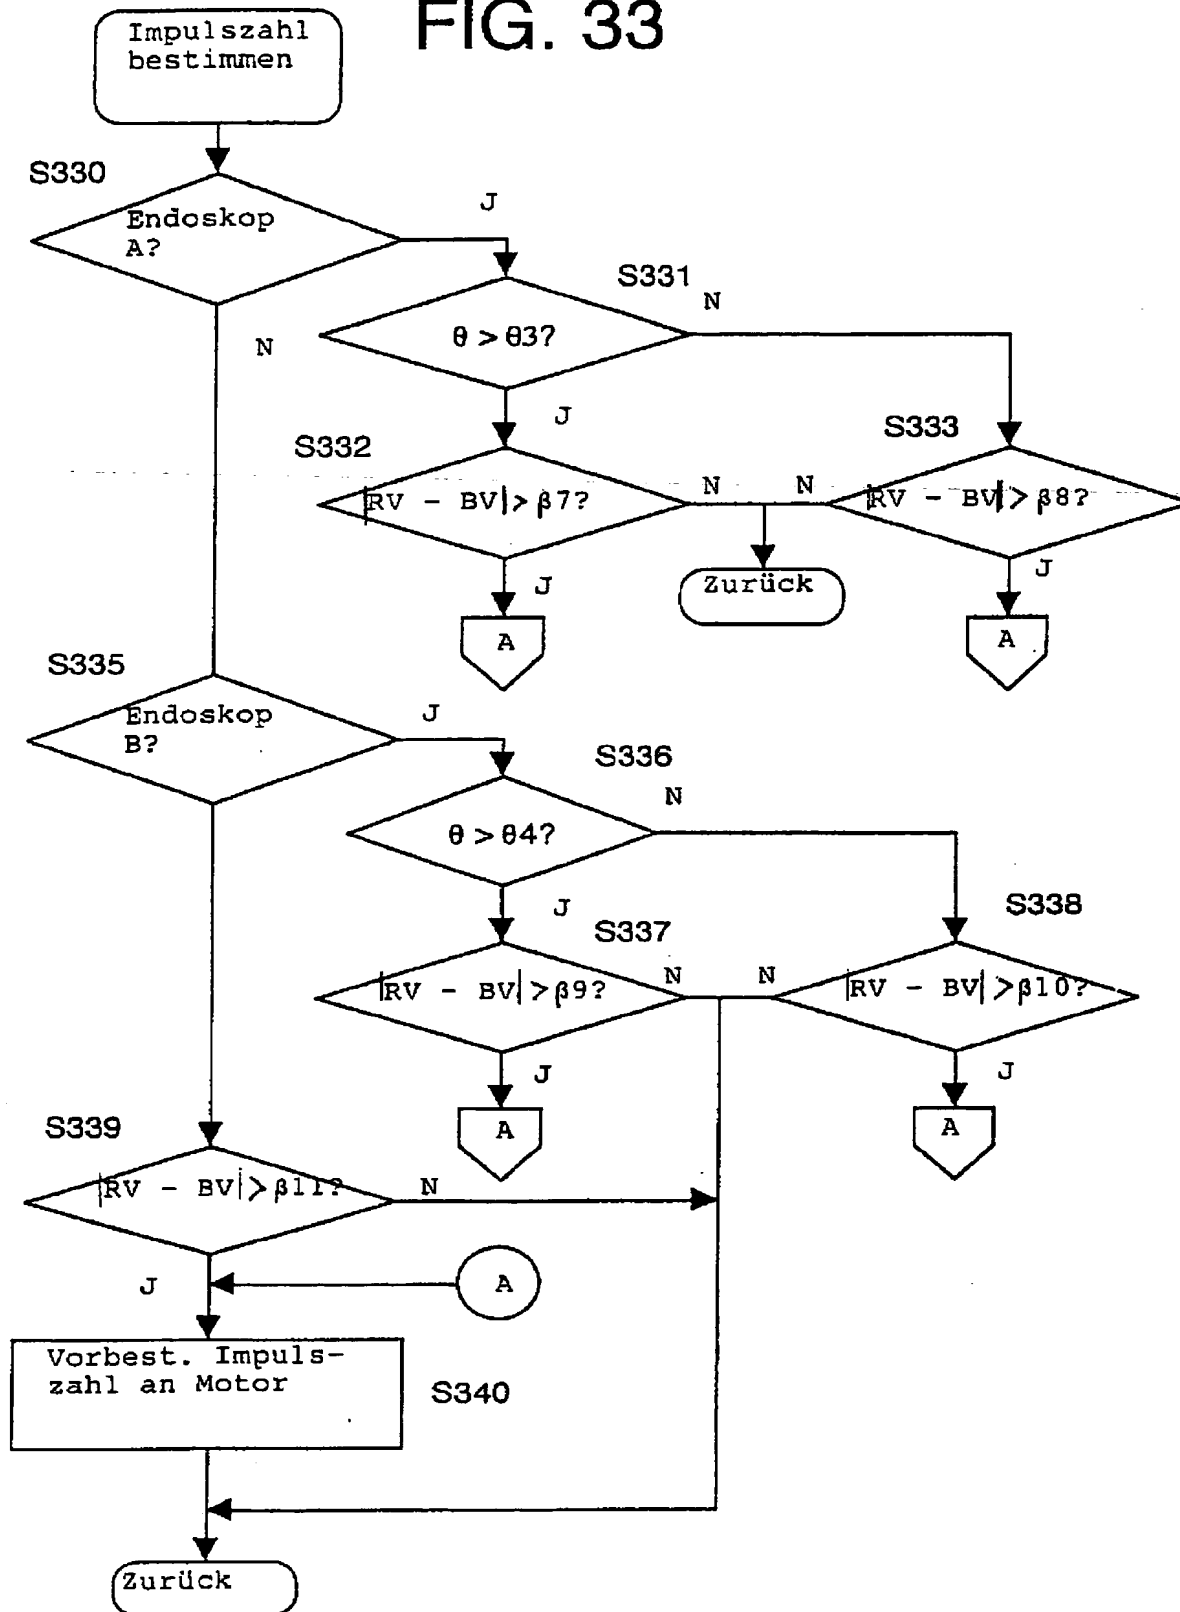 FIG. 33
Impulszahl
bestimmen
S330
Endoskop
A?
J
N
S331
θ > θ3?
N
J
S332
|RV - BV| > β7?
N
J
S333
|RV - BV| > β8?
N
J
Zurück
A
A
S335
Endoskop
B?
J
S336
θ > θ4?
N
J
S337
|RV - BV| > β9?
N
J
S338
|RV - BV| > β10?
N
J
A
A
S339
|RV - BV| > β11?
N
J
A
Vorbest. Impuls-
zahl an Motor
S340
Zurück